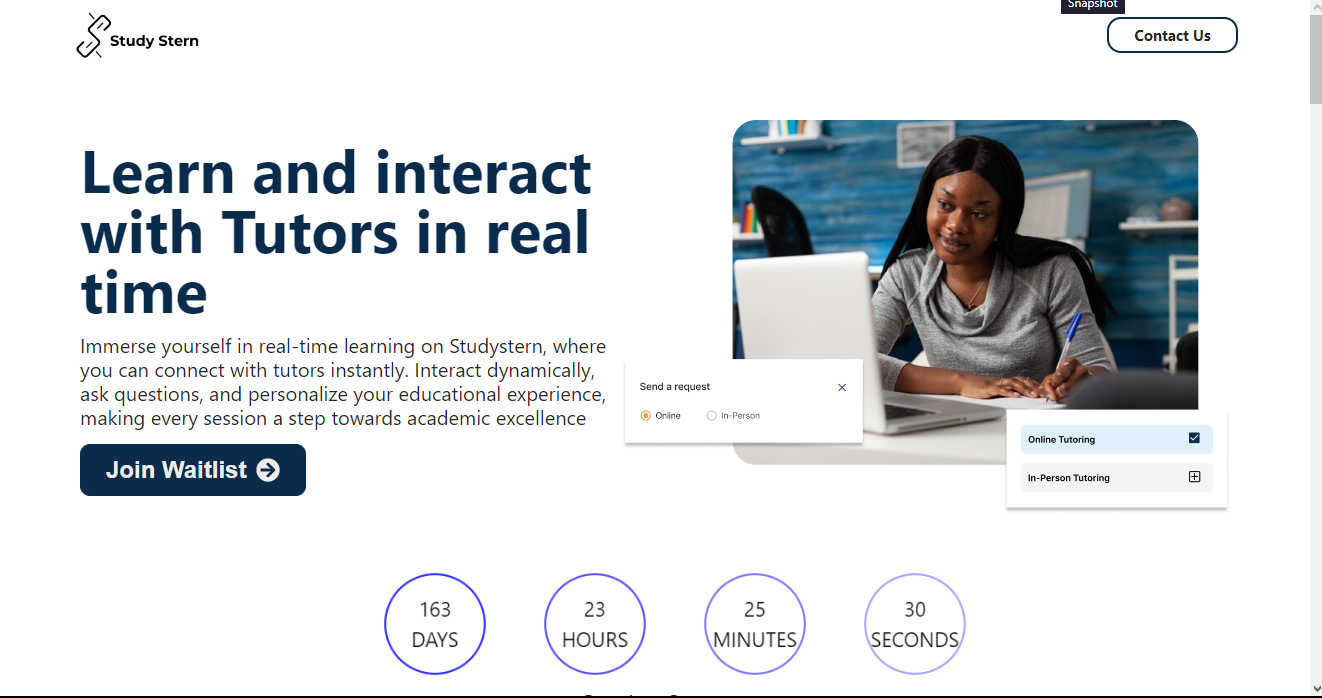 Snapshot
Study Stern
Contact Us
Learn and interact
with Tutors in real
time
Immerse yourself in real-time learning on Studystern, where
you can connect with tutors instantly. Interact dynamically,
ask questions, and personalize your educational experience,
making every session a step towards academic excellence
Join Waitlist
Send a request
Online
In-Person
Online Tutoring
In-Person Tutoring
163
DAYS
23
HOURS
25
MINUTES
30
SECONDS